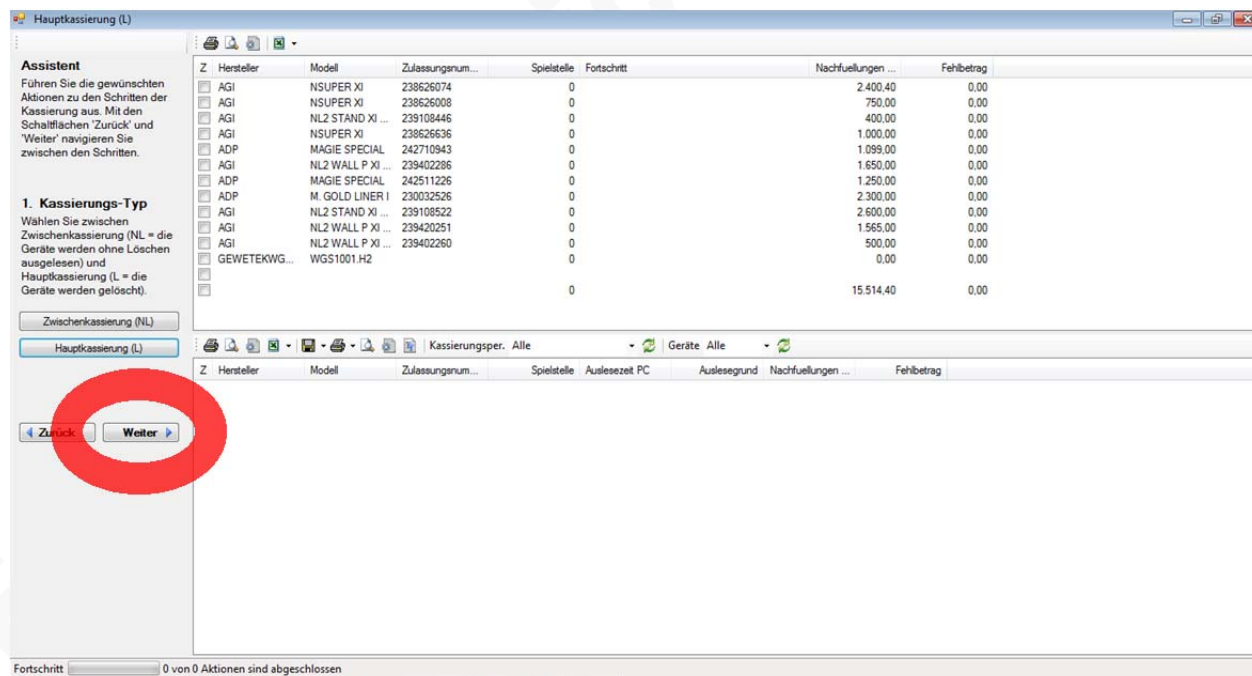 Hauptkassierung (L)
Assistent
Führen Sie die gewünschten
Aktionen zu den Schritten der
Kassierung aus. Mit den
Schaltflächen 'Zurück' und
'Weiter' navigieren Sie
zwischen den Schritten.
1. Kassierungs-Typ
Wählen Sie zwischen
Zwischenkassierung (NL = die
Geräte werden ohne Löschen
ausgelesen) und
Hauptkassierung (L = die
Geräte werden gelöscht).
Zwischenkassierung (NL)
Hauptkassierung (L)
Zurück Weiter
Z Hersteller Modell Zulassungsnum... Spielstelle Fortschritt Nachfuellungen ... Fehlbetrag
AGI NSUPER XI 238626074 0 2.400,40 0,00
AGI NSUPER XI 238626008 0 750,00 0,00
AGI NL2 STAND XI ... 239108446 0 400,00 0,00
AGI NSUPER XI 238626636 0 1.000,00 0,00
ADP MAGIE SPECIAL 242710943 0 1.099,00 0,00
AGI NL2 WALL P XI ... 239402286 0 1.650,00 0,00
ADP MAGIE SPECIAL 242511226 0 1.250,00 0,00
ADP M. GOLD LINER I 230032526 0 2.300,00 0,00
AGI NL2 STAND XI ... 239108522 0 2.600,00 0,00
AGI NL2 WALL P XI ... 239420251 0 1.565,00 0,00
AGI NL2 WALL P XI ... 239402260 0 500,00 0,00
GEWETEKWG... WGS1001.H2 0 0,00 0,00
0 15.514,40 0,00
Kassierungsper. Alle Geräte Alle
Z Hersteller Modell Zulassungsnum... Spielstelle Auslesezeit PC Auslesegrund Nachfuellungen ... Fehlbetrag
Fortschritt 0 von 0 Aktionen sind abgeschlossen